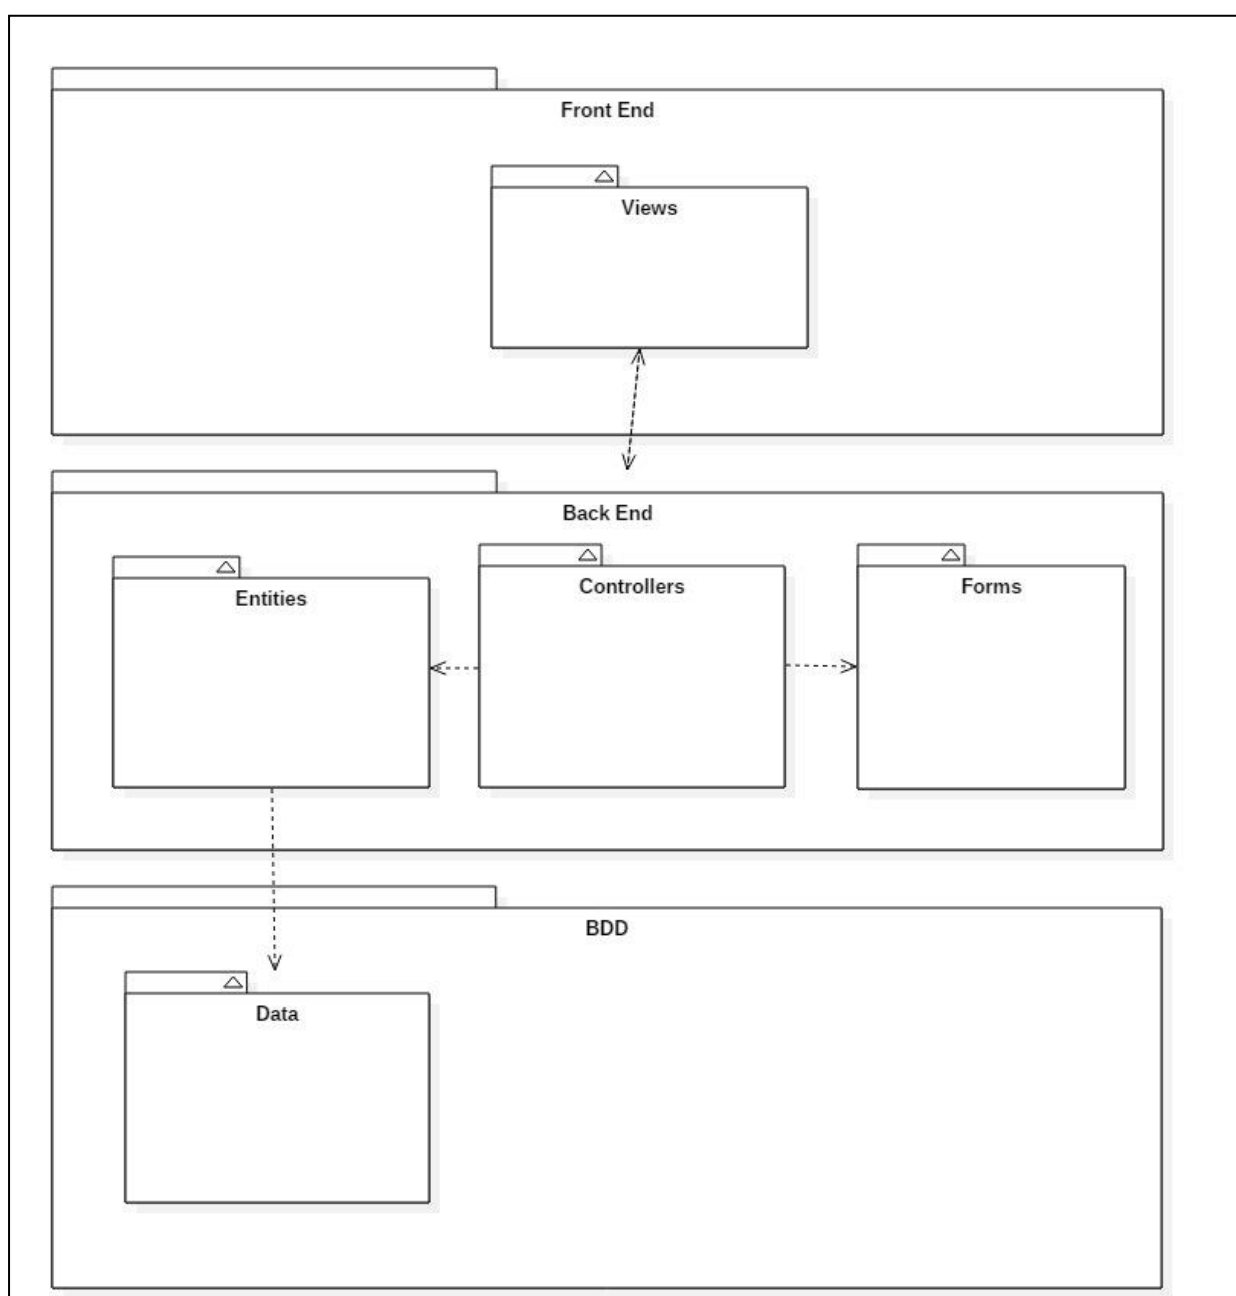 Front End
Views
Back End
Entities
Controllers
Forms
BDD
Data